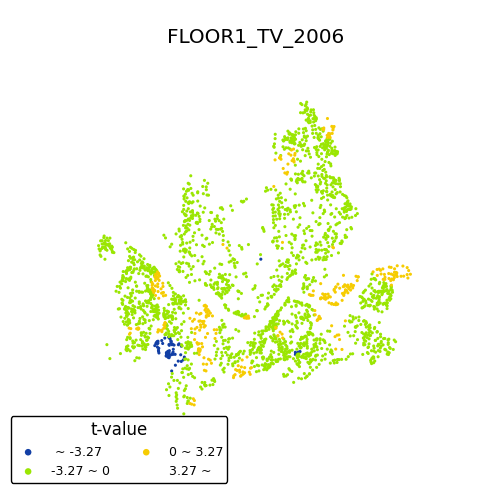 FLOOR1_TV_2006
t-value
~ -3.27
0 ~ 3.27
-3.27 ~ 0
3.27 ~